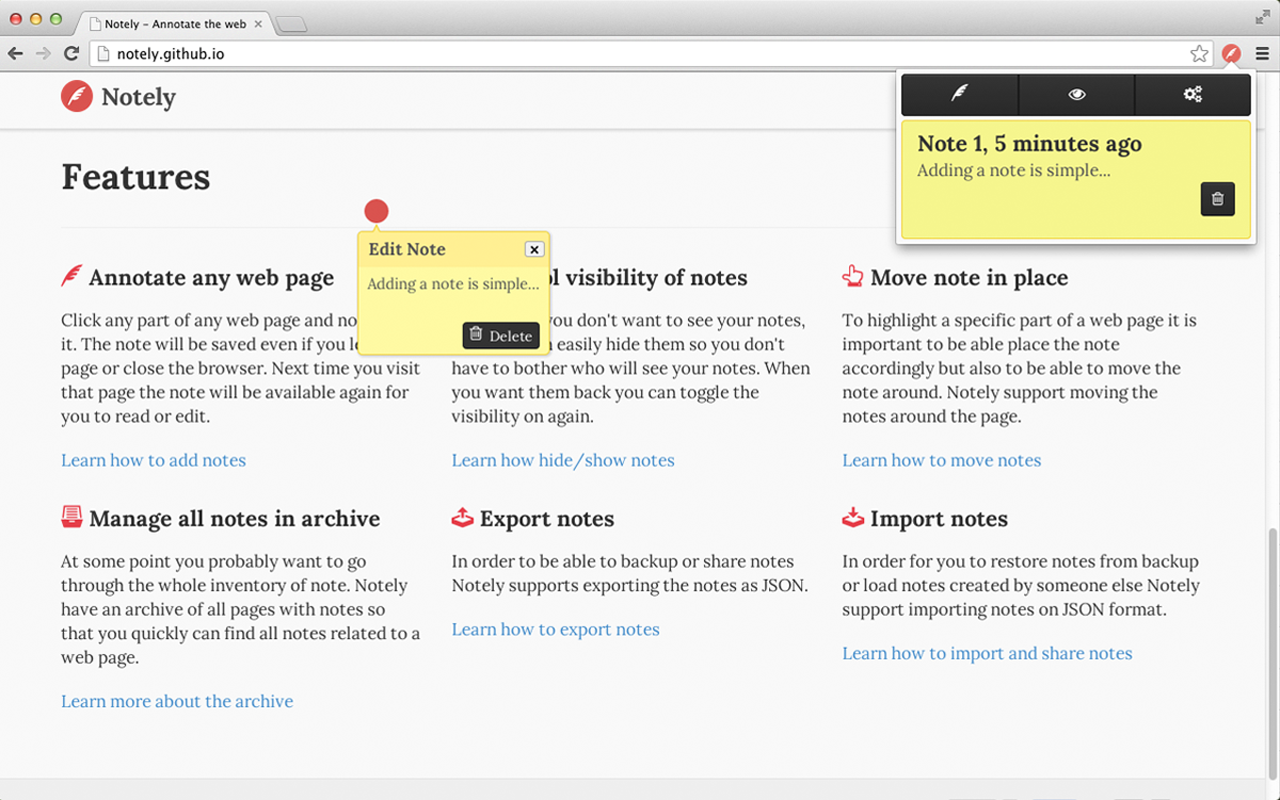 Notely – Annotate the web
notely.github.io
Notely
Note 1, 5 minutes ago
Adding a note is simple...
Features
Edit Note
Adding a note is simple...
Delete
Annotate any web page
Click any part of any web page and no
it. The note will be saved even if you l
page or close the browser. Next time you visit
that page the note will be available again for
you to read or edit.
Learn how to add notes
l visibility of notes
ou don't want to see your notes,
easily hide them so you don't
have to bother who will see your notes. When
you want them back you can toggle the
visibility on again.
Learn how hide/show notes
Move note in place
To highlight a specific part of a web page it is
important to be able place the note
accordingly but also to be able to move the
note around. Notely support moving the
notes around the page.
Learn how to move notes
Manage all notes in archive
At some point you probably want to go
through the whole inventory of note. Notely
have an archive of all pages with notes so
that you quickly can find all notes related to a
web page.
Learn more about the archive
Export notes
In order to be able to backup or share notes
Notely supports exporting the notes as JSON.
Learn how to export notes
Import notes
In order for you to restore notes from backup
or load notes created by someone else Notely
support importing notes on JSON format.
Learn how to import and share notes